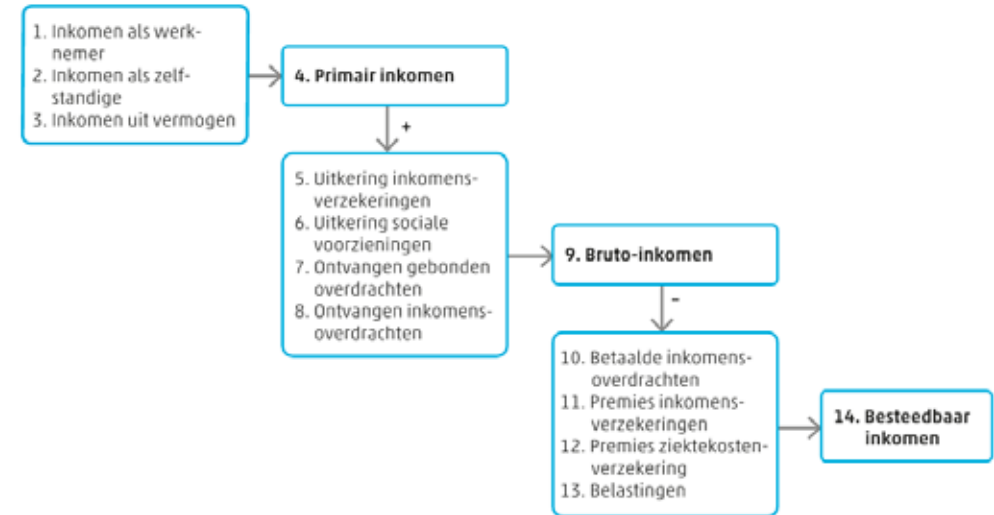 1. Inkomen als werk-
nemer
2. Inkomen als zelf-
standige
3. Inkomen uit vermogen
4. Primair inkomen
+
5. Uitkering inkomens-
verzekeringen
6. Uitkering sociale
voorzieningen
7. Ontvangen gebonden
overdrachten
8. Ontvangen inkomens-
overdrachten
9. Bruto-inkomen
-
10. Betaalde inkomens-
overdrachten
11. Premies inkomens-
verzekeringen
12. Premies ziektekosten-
verzekering
13. Belastingen
14. Besteedbaar
inkomen